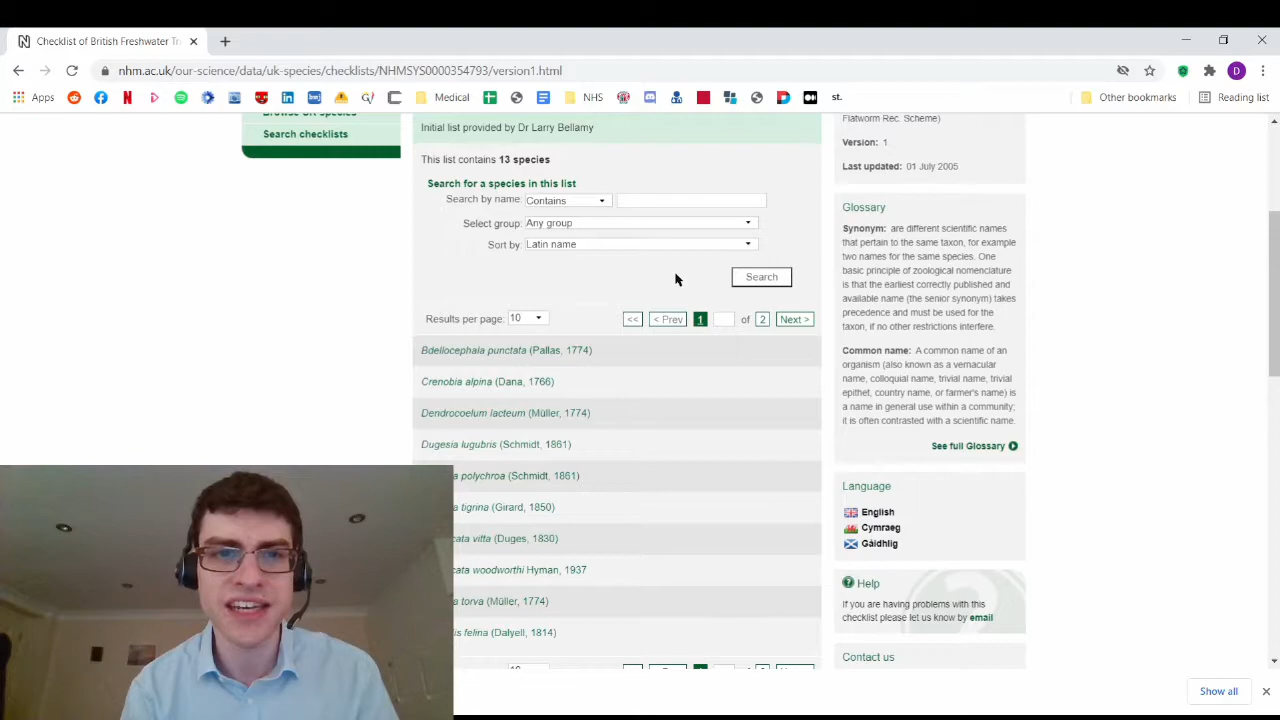 Checklist of British Freshwater Tr
nhm.ac.uk/our-science/data/uk-species/checklists/NHMSYS0000354793/version1.html
D
Apps
Medical
NHS
st.
Other bookmarks
Reading list
Browse UK species
Search checklists
Initial list provided by Dr Larry Bellamy
This list contains 13 species
Search for a species in this list
Search by name: Contains
Select group: Any group
Sort by: Latin name
Search
Results per page: 10
<< < Prev 1 of 2 Next >
Bdellocephala punctata (Pallas, 1774)
Crenobia alpina (Dana, 1766)
Dendrocoelum lacteum (Müller, 1774)
Dugesia lugubris (Schmidt, 1861)
polychroa (Schmidt, 1861)
tigrina (Girard, 1850)
cata vitta (Duges, 1830)
cata woodworthi Hyman, 1937
torva (Müller, 1774)
felina (Dalyell, 1814)
Flatworm Rec. Scheme)
Version: 1
Last updated: 01 July 2005
Glossary
Synonym: are different scientific names
that pertain to the same taxon, for example
two names for the same species. One
basic principle of zoological nomenclature
is that the earliest correctly published and
available name (the senior synonym) takes
precedence and must be used for the
taxon, if no other restrictions interfere.
Common name: A common name of an
organism (also known as a vernacular
name, colloquial name, trivial name, trivial
epithet, country name, or farmer's name) is
a name in general use within a community;
it is often contrasted with a scientific name.
See full Glossary
Language
English
Cymraeg
Gàidhlig
Help
If you are having problems with this
checklist please let us know by email
Contact us
Show all